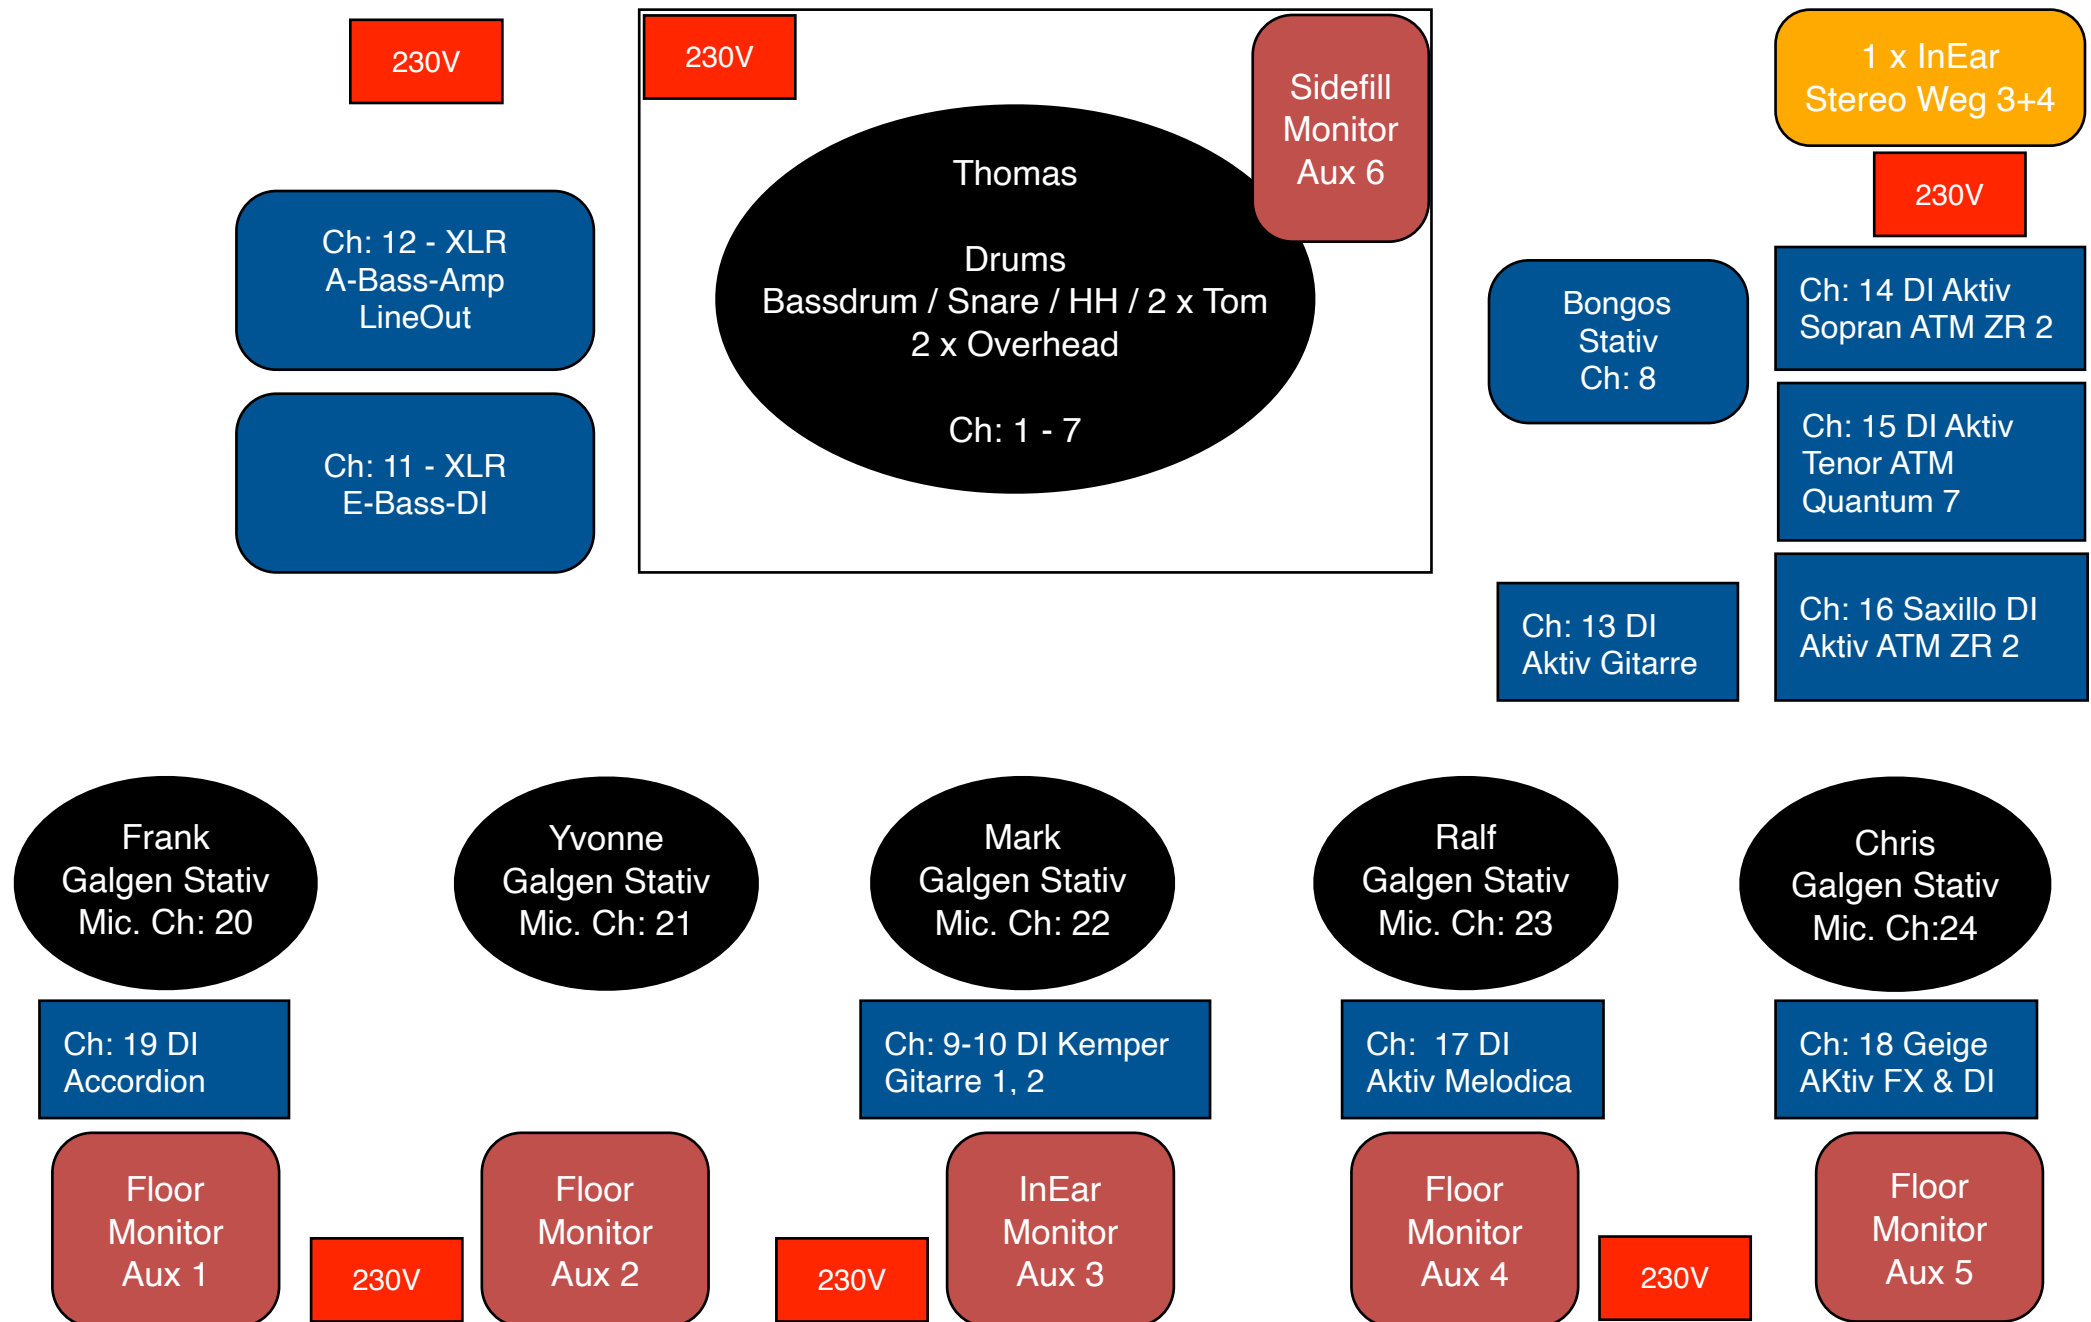 230V
230V
Sidefill
Monitor
Aux 6
1 x InEar
Stereo Weg 3+4
230V
Thomas
Drums
Bassdrum / Snare / HH / 2 x Tom
2 x Overhead
Ch: 1 - 7
Ch: 12 - XLR
A-Bass-Amp
LineOut
Ch: 11 - XLR
E-Bass-DI
Bongos
Stativ
Ch: 8
Ch: 14 DI Aktiv
Sopran ATM ZR 2
Ch: 15 DI Aktiv
Tenor ATM
Quantum 7
Ch: 13 DI
Aktiv Gitarre
Ch: 16 Saxillo DI
Aktiv ATM ZR 2
Frank
Galgen Stativ
Mic. Ch: 20
Yvonne
Galgen Stativ
Mic. Ch: 21
Mark
Galgen Stativ
Mic. Ch: 22
Ralf
Galgen Stativ
Mic. Ch: 23
Chris
Galgen Stativ
Mic. Ch:24
Ch: 19 DI
Accordion
Ch: 9-10 DI Kemper
Gitarre 1, 2
Ch:  17 DI
Aktiv Melodica
Ch: 18 Geige
AKtiv FX & DI
Floor
Monitor
Aux 1
230V
Floor
Monitor
Aux 2
230V
InEar
Monitor
Aux 3
Floor
Monitor
Aux 4
230V
Floor
Monitor
Aux 5